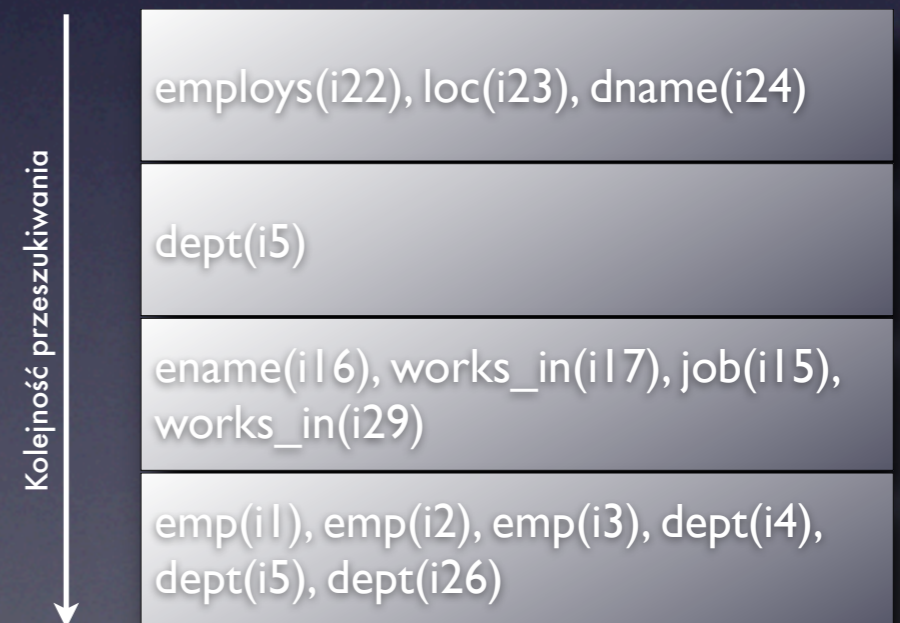 Kolejność przeszukiwania
employs(i22), loc(i23), dname(i24)
dept(i5)
ename(i16), works_in(i17), job(i15),
works_in(i29)
emp(i1), emp(i2), emp(i3), dept(i4),
dept(i5), dept(i26)